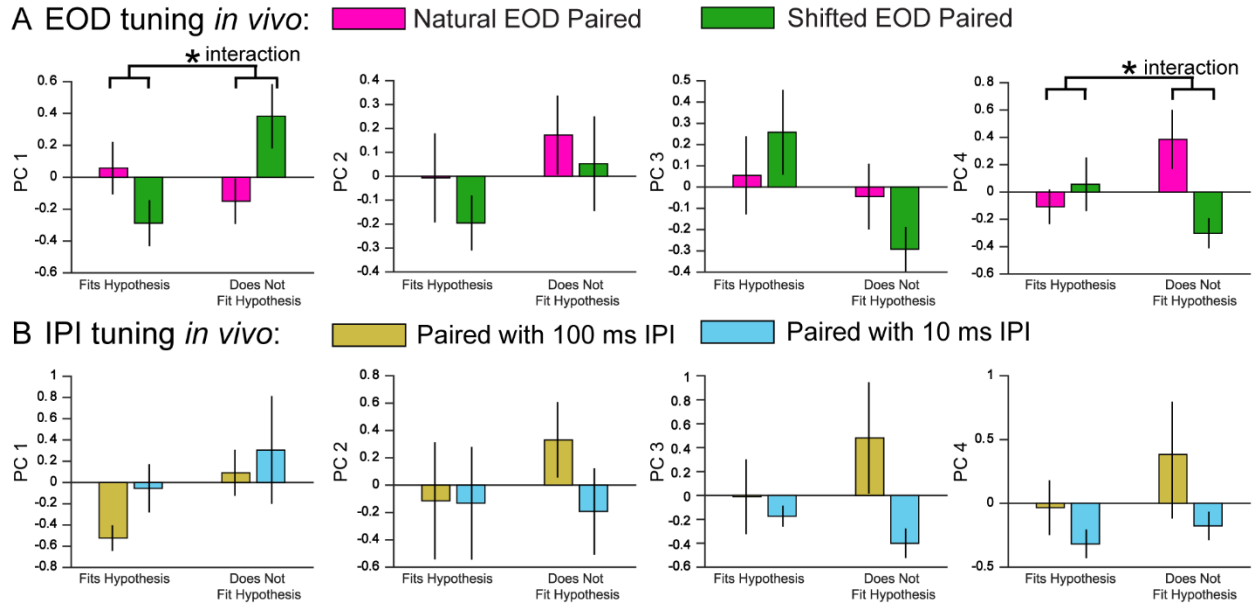 A EOD tuning in vivo: Natural EOD Paired Shifted EOD Paired
* interaction
* interaction
PC 1
0.6
0.4
0.2
0
-0.2
-0.4
-0.6
Fits Hypothesis
Does Not
Fit Hypothesis
PC 2
0.4
0.3
0.2
0.1
0
-0.1
-0.2
-0.3
0.4
Fits Hypothesis
Does Not
Fit Hypothesis
PC 3
0.5
0.4
0.3
0.2
0.1
0
-0.1
-0.2
-0.3
-0.4
Fits Hypothesis
Does Not
Fit Hypothesis
PC 4
0.8
0.6
0.4
0.2
0
-0.2
-0.4
-0.6
Fits Hypothesis
Does Not
Fit Hypothesis
B IPI tuning in vivo: Paired with 100 ms IPI Paired with 10 ms IPI
PC 1
1
0.8
0.6
0.4
0.2
0
-0.2
-0.4
-0.6
-0.8
Fits Hypothesis
Does Not
Fit Hypothesis
PC 2
0.8
0.6
0.4
0.2
0
-0.2
-0.4
-0.6
Fits Hypothesis
Does Not
Fit Hypothesis
PC 3
1
0.8
0.6
0.4
0.2
0
-0.2
-0.4
-0.6
Fits Hypothesis
Does Not
Fit Hypothesis
PC 4
1
0.5
0
-0.5
Fits Hypothesis
Does Not
Fit Hypothesis